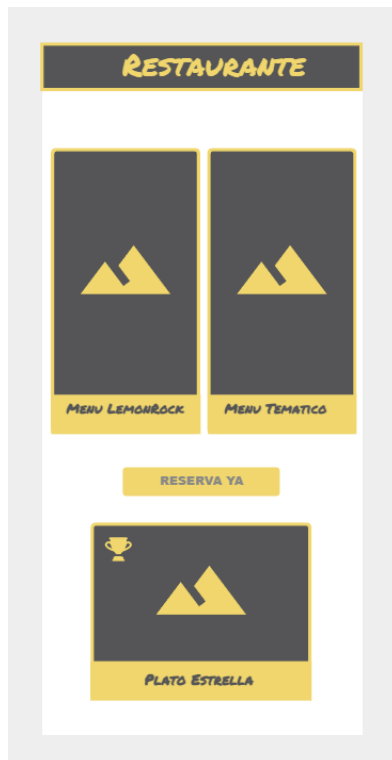 RESTAURANTE
MENU LEMONROCK
MENU TEMATICO
RESERVA YA
PLATO ESTRELLA